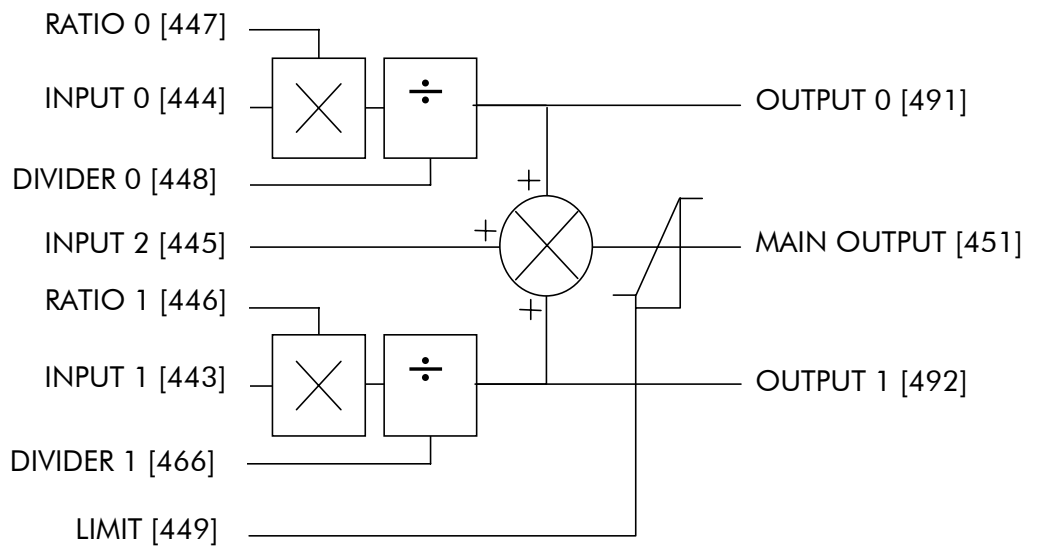 RATIO 0 [447]
INPUT 0 [444]
OUTPUT 0 [491]
DIVIDER 0 [448]
+
+
INPUT 2 [445]
MAIN OUTPUT [451]
RATIO 1 [446]
+
INPUT 1 [443]
OUTPUT 1 [492]
DIVIDER 1 [466]
LIMIT [449]